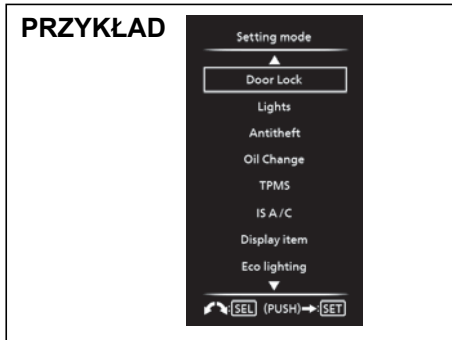 PRZYKŁAD
Setting mode
Door Lock
Lights
Antitheft
Oil Change
TPMS
IS A/C
Display item
Eco lighting
:SEL (PUSH)➔:SET